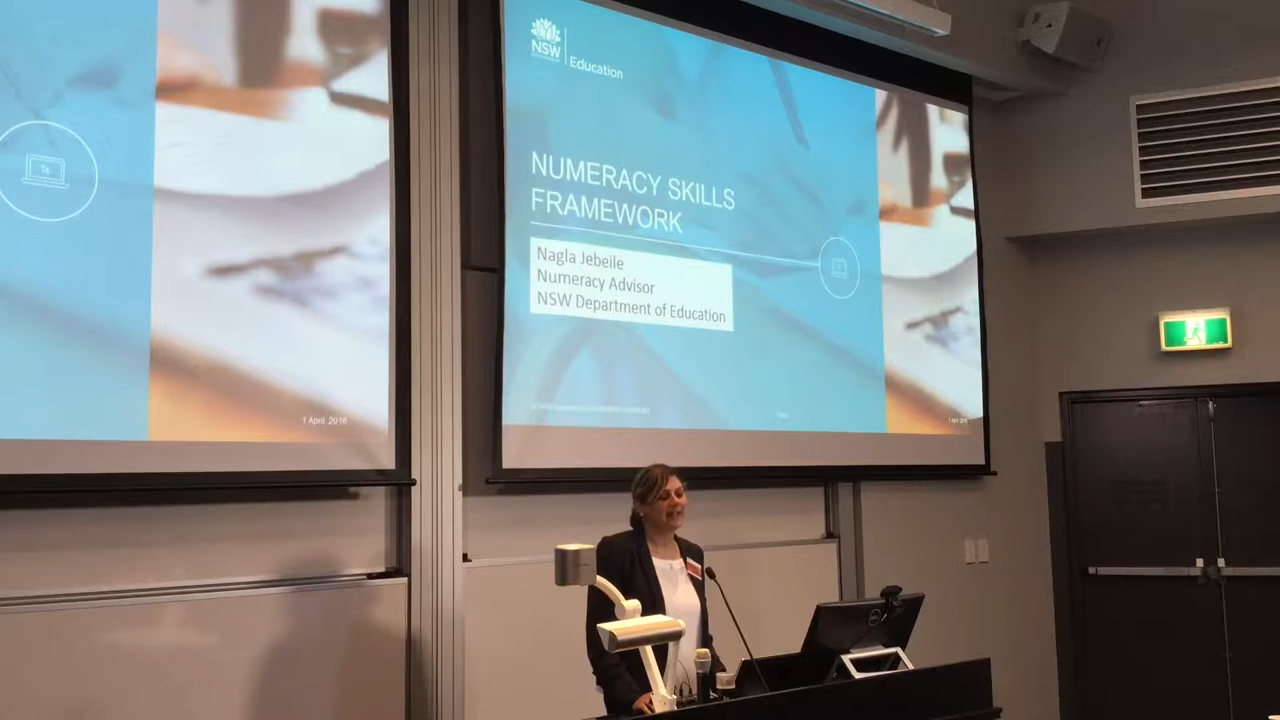 NSW
Education
NUMERACY SKILLS
FRAMEWORK
Nagla Jebeile
Numeracy Advisor
NSW Department of Education
1 April 2016